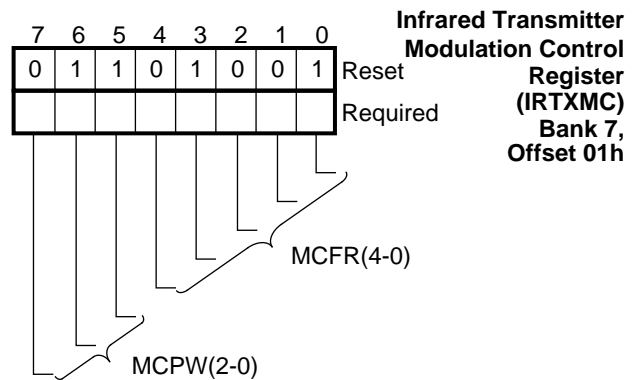 Infrared Transmitter
Modulation Control
Register
(IRTXMC)
Bank 7,
Offset 01h
7 6 5 4 3 2 1 0
0 1 1 0 1 0 0 1 Reset
Required
MCFR(4-0)
MCPW(2-0)